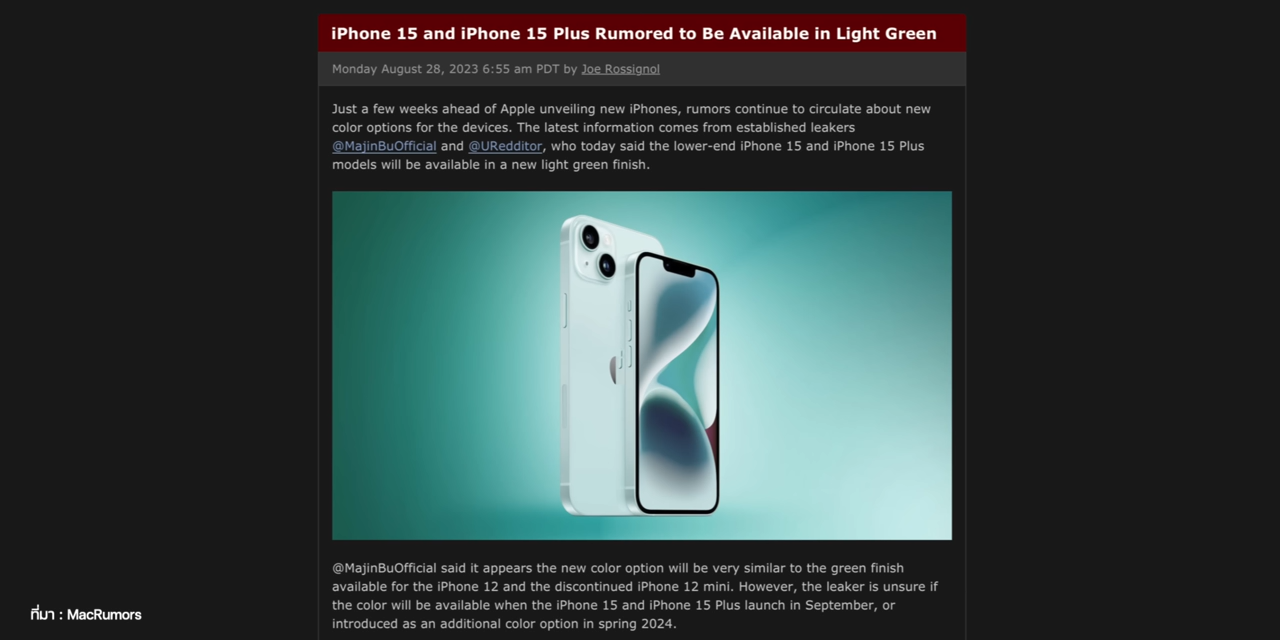 iPhone 15 and iPhone 15 Plus Rumored to Be Available in Light Green
Monday August 28, 2023 6:55 am PDT by Joe Rossignol
Just a few weeks ahead of Apple unveiling new iPhones, rumors continue to circulate about new
color options for the devices. The latest information comes from established leakers
@MajinBuOfficial and @URedditor, who today said the lower-end iPhone 15 and iPhone 15 Plus
models will be available in a new light green finish.
@MajinBuOfficial said it appears the new color option will be very similar to the green finish
available for the iPhone 12 and the discontinued iPhone 12 mini. However, the leaker is unsure if
the color will be available when the iPhone 15 and iPhone 15 Plus launch in September, or
introduced as an additional color option in spring 2024.
ที่มา : MacRumors